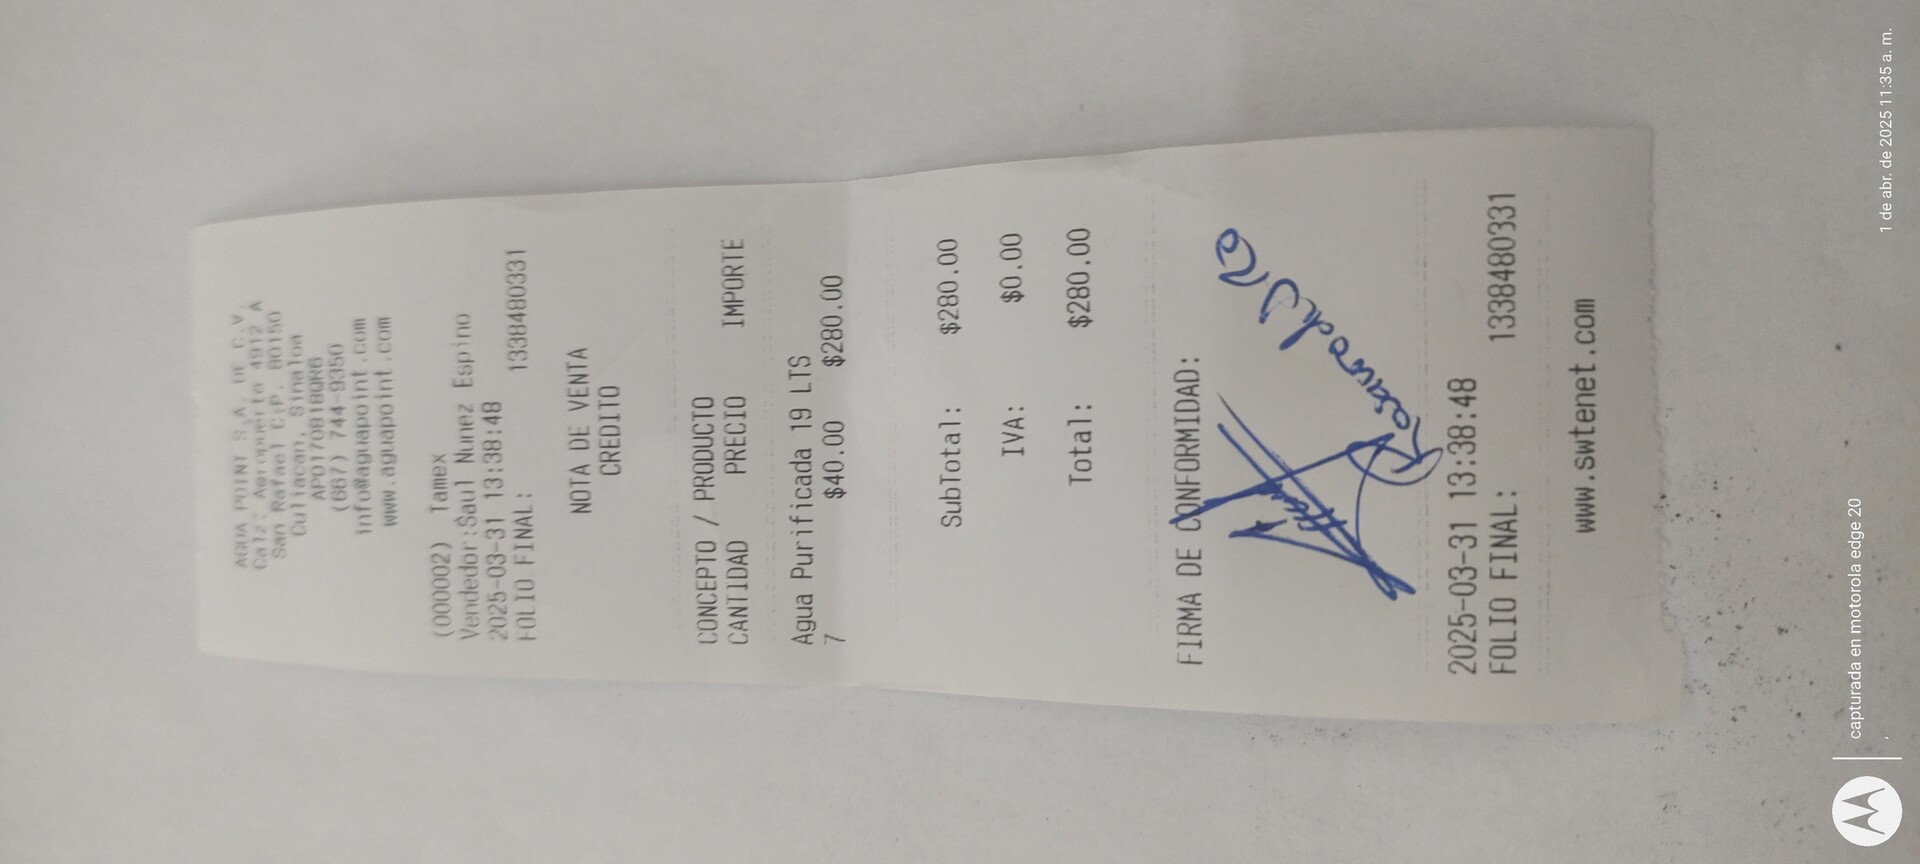 AGUA POINT S.A. DE C.V.
Calz. Aeropuerto 4912 A
San Rafael C.P. 80150
Culiacan, Sinaloa
APO170818QR6
(667) 744-9350
info@aguapoint.com
www.aguapoint.com
(000002) Tamex
Vendedor:Saul Nunez Espino
2025-03-31 13:38:48
FOLIO FINAL: 1338480331
NOTA DE VENTA
CREDITO
CONCEPTO / PRODUCTO
CANTIDAD PRECIO IMPORTE
Agua Purificada 19 LTS
7 $40.00 $280.00
SubTotal: $280.00
IVA: $0.00
Total: $280.00
FIRMA DE CONFORMIDAD:
2025-03-31 13:38:48
FOLIO FINAL: 1338480331
www.swtenet.com
capturada en motorola edge 20
1 de abr. de 2025 11:35 a. m.